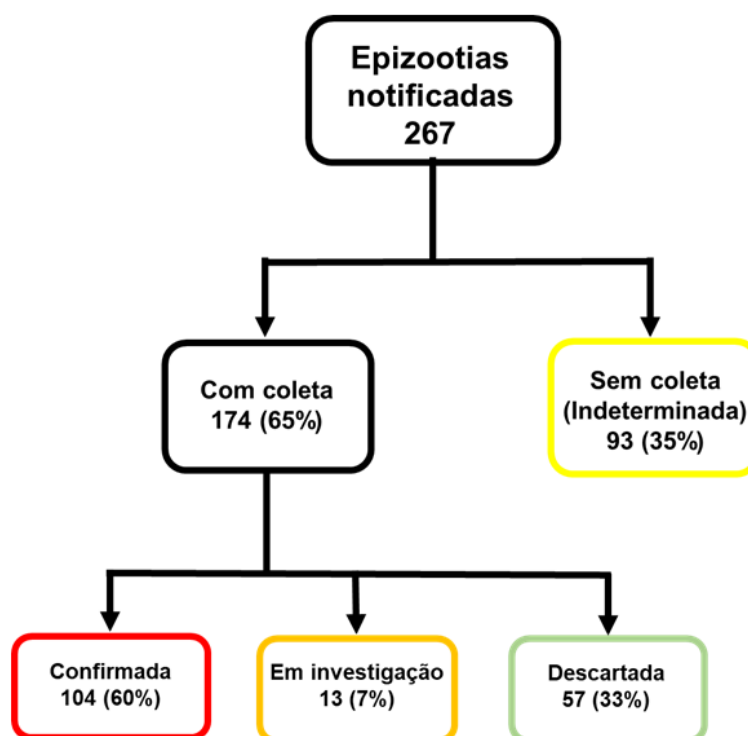 Epizootias
notificadas
267
Com coleta
174 (65%)
Sem coleta
(Indeterminada)
93 (35%)
Confirmada
104 (60%)
Em investigação
13 (7%)
Descartada
57 (33%)